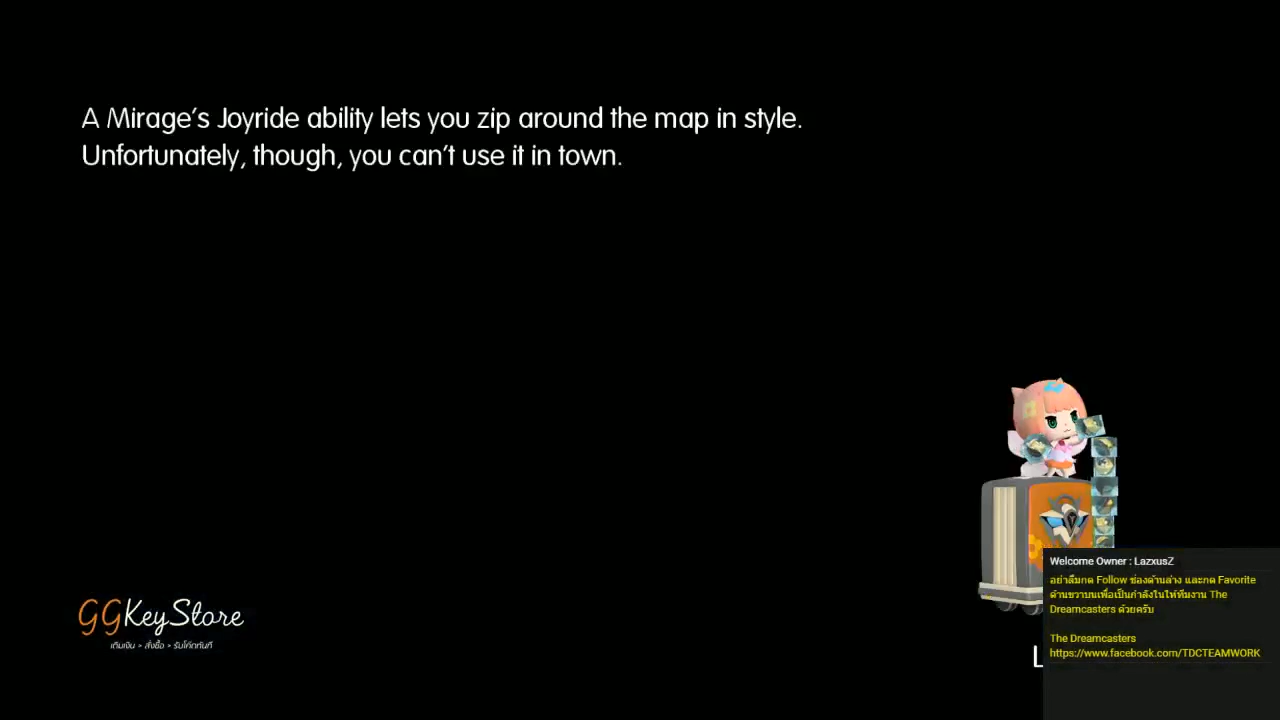 A Mirage's Joyride ability lets you zip around the map in style.
Unfortunately, though, you can't use it in town.
GGKeyStore
เติมเงิน > สั่งซื้อ > รับโค้ดทันที
Welcome Owner : LazxusZ
อย่าลืมกด Follow ช่องด้านล่าง และกด Favorite
ด้านขวาบนเพื่อเป็นกำลังใจให้ทีมงาน The
Dreamcasters ด้วยครับ
The Dreamcasters
https://www.facebook.com/TDCTEAMWORK
L